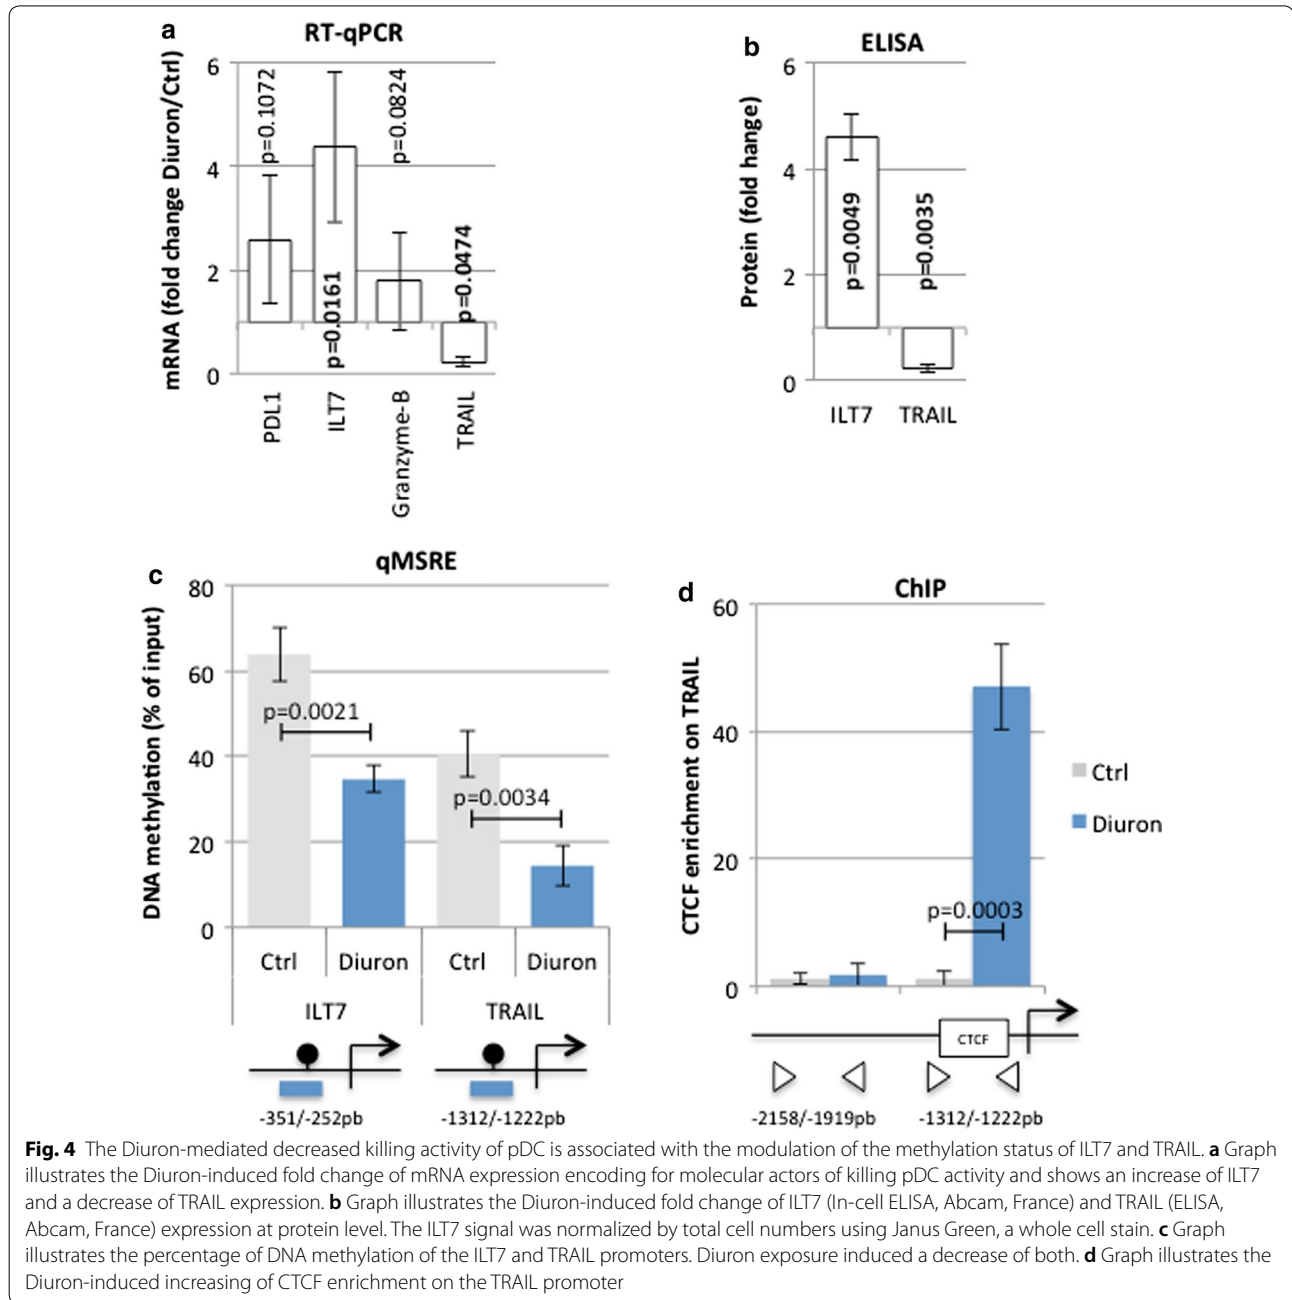 a
RT-qPCR
mRNA (fold change Diuron/Ctrl)
6
4
2
0
p=0.1072
p=0.0161
p=0.0824
p=0.0474
PDL1
ILT7
Granzyme-B
TRAIL
b
ELISA
Protein (fold hange)
6
4
2
0
p=0.0049
p=0.0035
ILT7
TRAIL
c
qMSRE
DNA methylation (% of input)
80
60
40
20
0
p=0.0021
p=0.0034
Ctrl
Diuron
Ctrl
Diuron
ILT7
TRAIL
-351/-252pb
-1312/-1222pb
d
ChIP
CTCF enrichment on TRAIL
60
40
20
0
p=0.0003
Ctrl
Diuron
CTCF
-2158/-1919pb
-1312/-1222pb
Fig. 4 The Diuron-mediated decreased killing activity of pDC is associated with the modulation of the methylation status of ILT7 and TRAIL. a Graph
illustrates the Diuron-induced fold change of mRNA expression encoding for molecular actors of killing pDC activity and shows an increase of ILT7
and a decrease of TRAIL expression. b Graph illustrates the Diuron-induced fold change of ILT7 (In-cell ELISA, Abcam, France) and TRAIL (ELISA,
Abcam, France) expression at protein level. The ILT7 signal was normalized by total cell numbers using Janus Green, a whole cell stain. c Graph
illustrates the percentage of DNA methylation of the ILT7 and TRAIL promoters. Diuron exposure induced a decrease of both. d Graph illustrates the
Diuron-induced increasing of CTCF enrichment on the TRAIL promoter